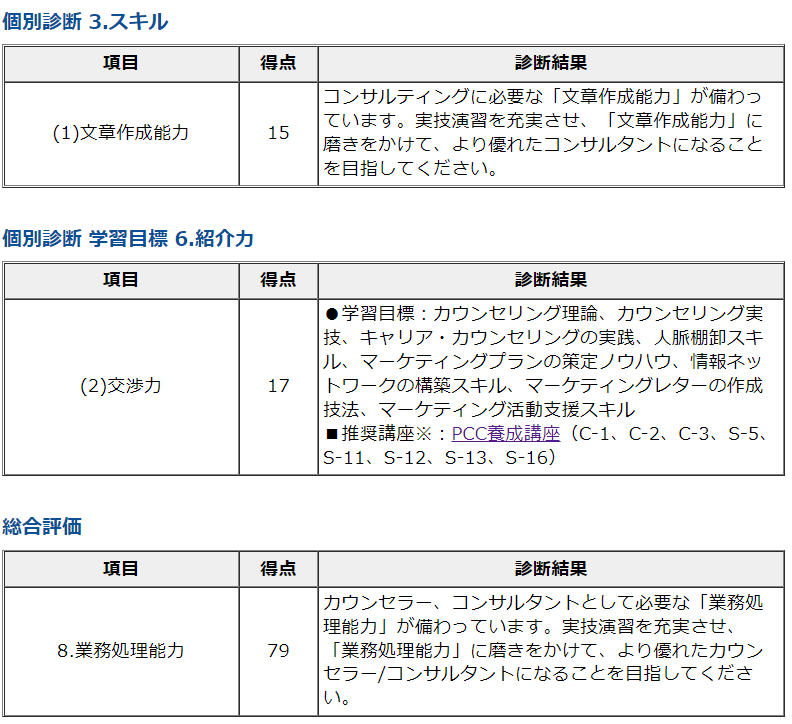 個別診断 3.スキル
項目 得点 診断結果
(1)文章作成能力 15
コンサルティングに必要な「文章作成能力」が備わっ
ています。実技演習を充実させ、「文章作成能力」に
磨きをかけて、より優れたコンサルタントになること
を目指してください。
個別診断 学習目標 6.紹介力
項目 得点 診断結果
(2)交渉力 17
●学習目標：カウンセリング理論、カウンセリング実
技、キャリア・カウンセリングの実践、人脈棚卸スキ
ル、マーケティングプランの策定ノウハウ、情報ネッ
トワークの構築スキル、マーケティングレターの作成
技法、マーケティング活動支援スキル
■推奨講座※：PCC養成講座（C-1、C-2、C-3、S-5、
S-11、S-12、S-13、S-16）
総合評価
項目 得点 診断結果
8.業務処理能力 79
カウンセラー、コンサルタントとして必要な「業務処
理能力」が備わっています。実技演習を充実させ、
「業務処理能力」に磨きをかけて、より優れたカウン
セラー/コンサルタントになることを目指してくださ
い。